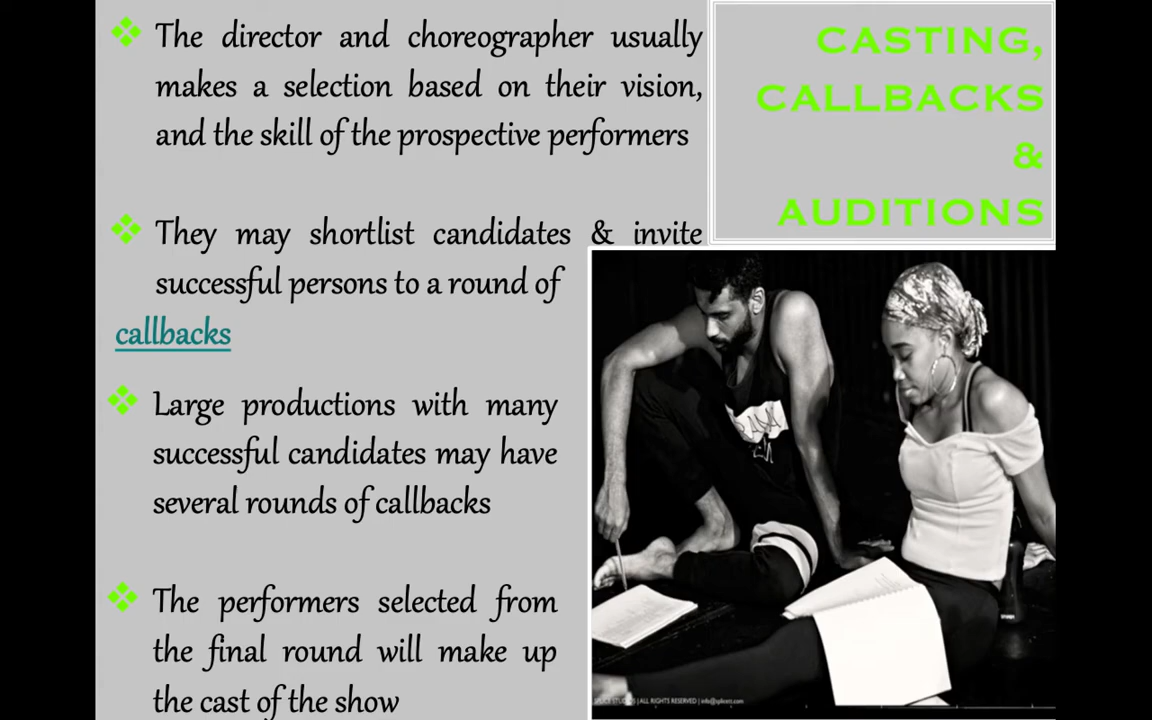 The director and choreographer usually
makes a selection based on their vision,
and the skill of the prospective performers
They may shortlist candidates & invite
successful persons to a round of
callbacks
Large productions with many
successful candidates may have
several rounds of callbacks
The performers selected from
the final round will make up
the cast of the show
CASTING,
CALLBACKS
&
AUDITIONS
| ALL RIGHTS RESERVED |